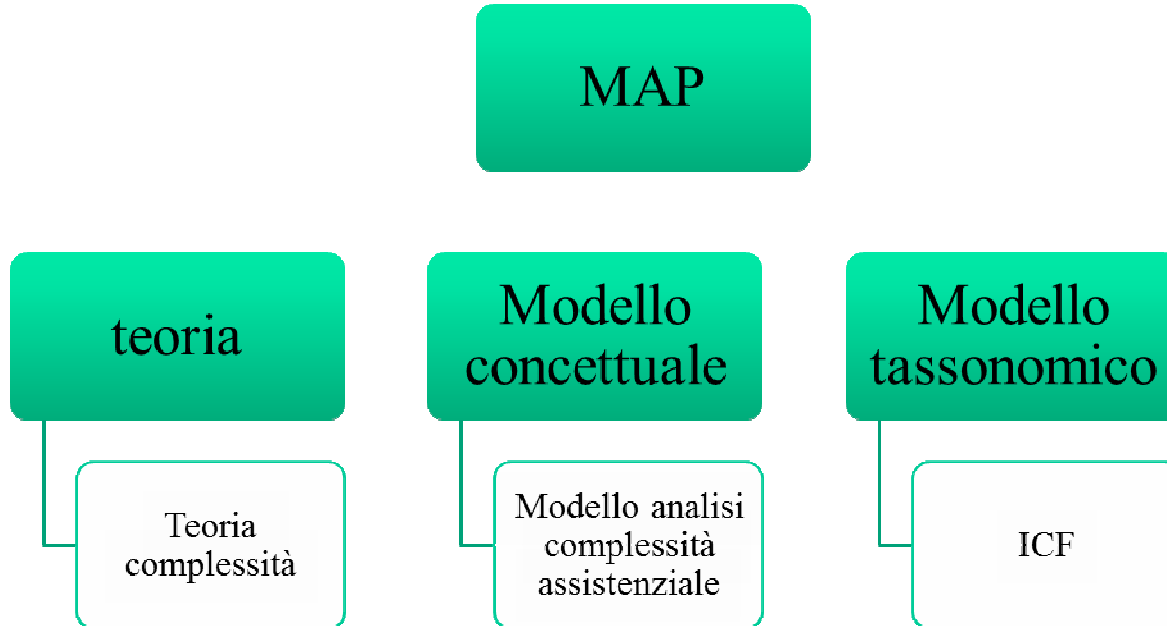 MAP
teoria
Modello
concettuale
Modello
tassonomico
Teoria
complessità
Modello analisi
complessità
assistenziale
ICF